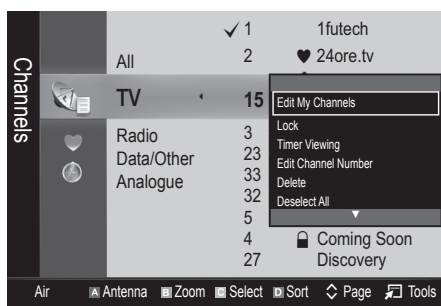 Channels
All
TV
Radio
Data/Other
Analogue
1 1futech
2 24ore.tv
15
3
23
33
32
5
4 Coming Soon
27 Discovery
Edit My Channels
Lock
Timer Viewing
Edit Channel Number
Delete
Deselect All
Air A Antenna B Zoom C Select D Sort Page Tools